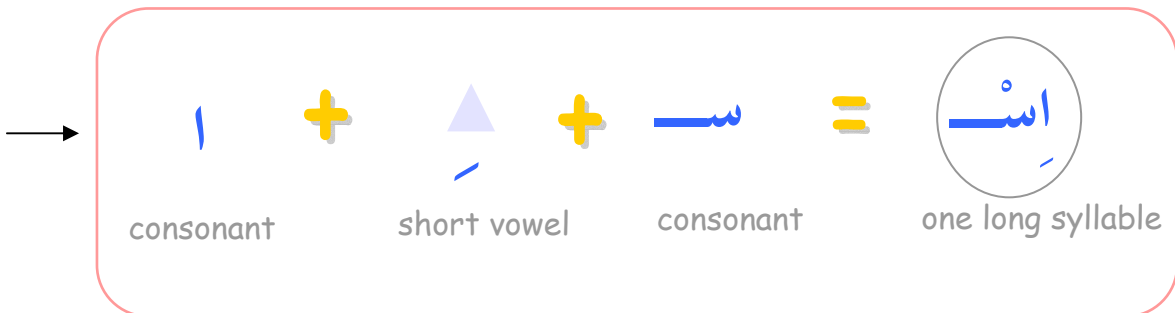 ا + ِ + سـ = اِسْـ
consonant short vowel consonant one long syllable